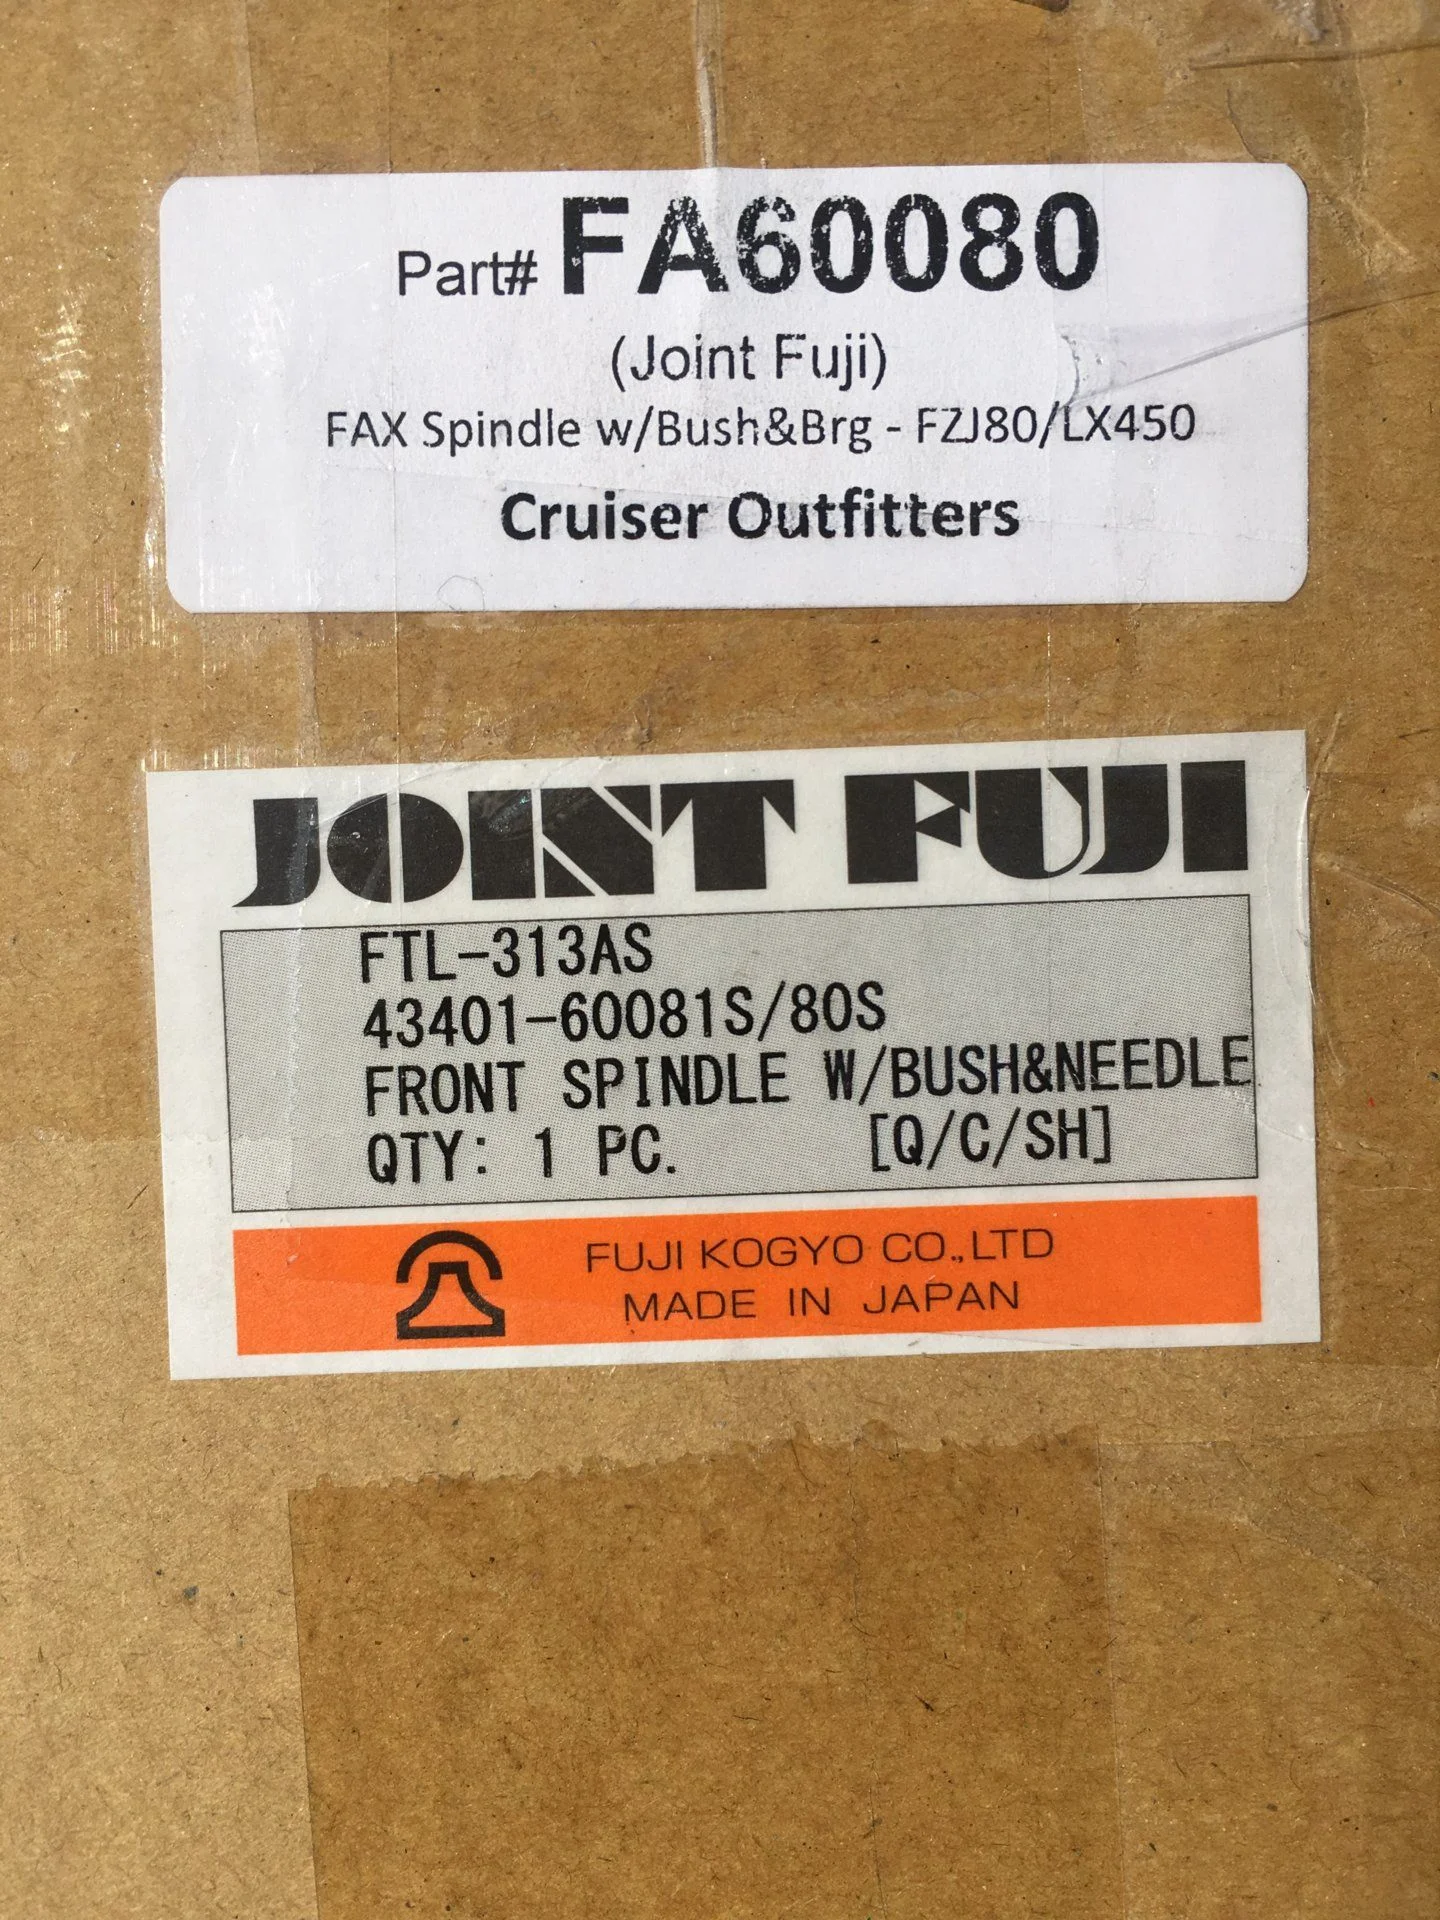 Part# FA60080
(Joint Fuji)
FAX Spindle w/Bush&Brg - FZJ80/LX450
Cruiser Outfitters
JOINT FUJI
FTL-313AS
43401-60081S/80S
FRONT SPINDLE W/BUSH&NEEDLE
QTY: 1 PC. [Q/C/SH]
FUJI KOGYO CO.,LTD
MADE IN JAPAN